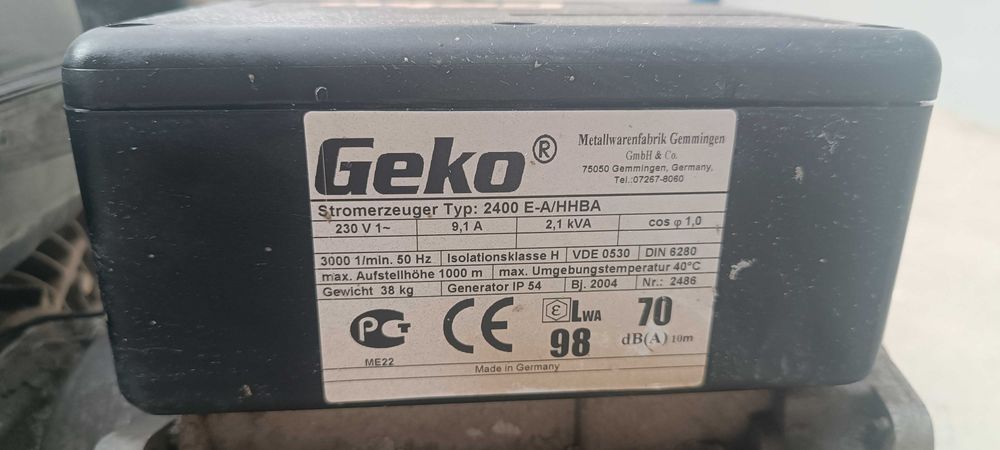 Geko®
Metallwarenfabrik Gemmingen
GmbH & Co.
75050 Gemmingen, Germany,
Tel.:07267-8060
Stromerzeuger Typ: 2400 E-A/HHBA
230 V 1~ 9,1 A 2,1 kVA cos φ 1,0
3000 1/min. 50 Hz Isolationsklasse H VDE 0530 DIN 6280
max. Aufstellhöhe 1000 m max. Umgebungstemperatur 40°C
Gewicht 38 kg Generator IP 54 Bj. 2004 Nr.: 2486
РСТ
ME22
CE
ε LWA
98
70
dB(A) 10m
Made in Germany